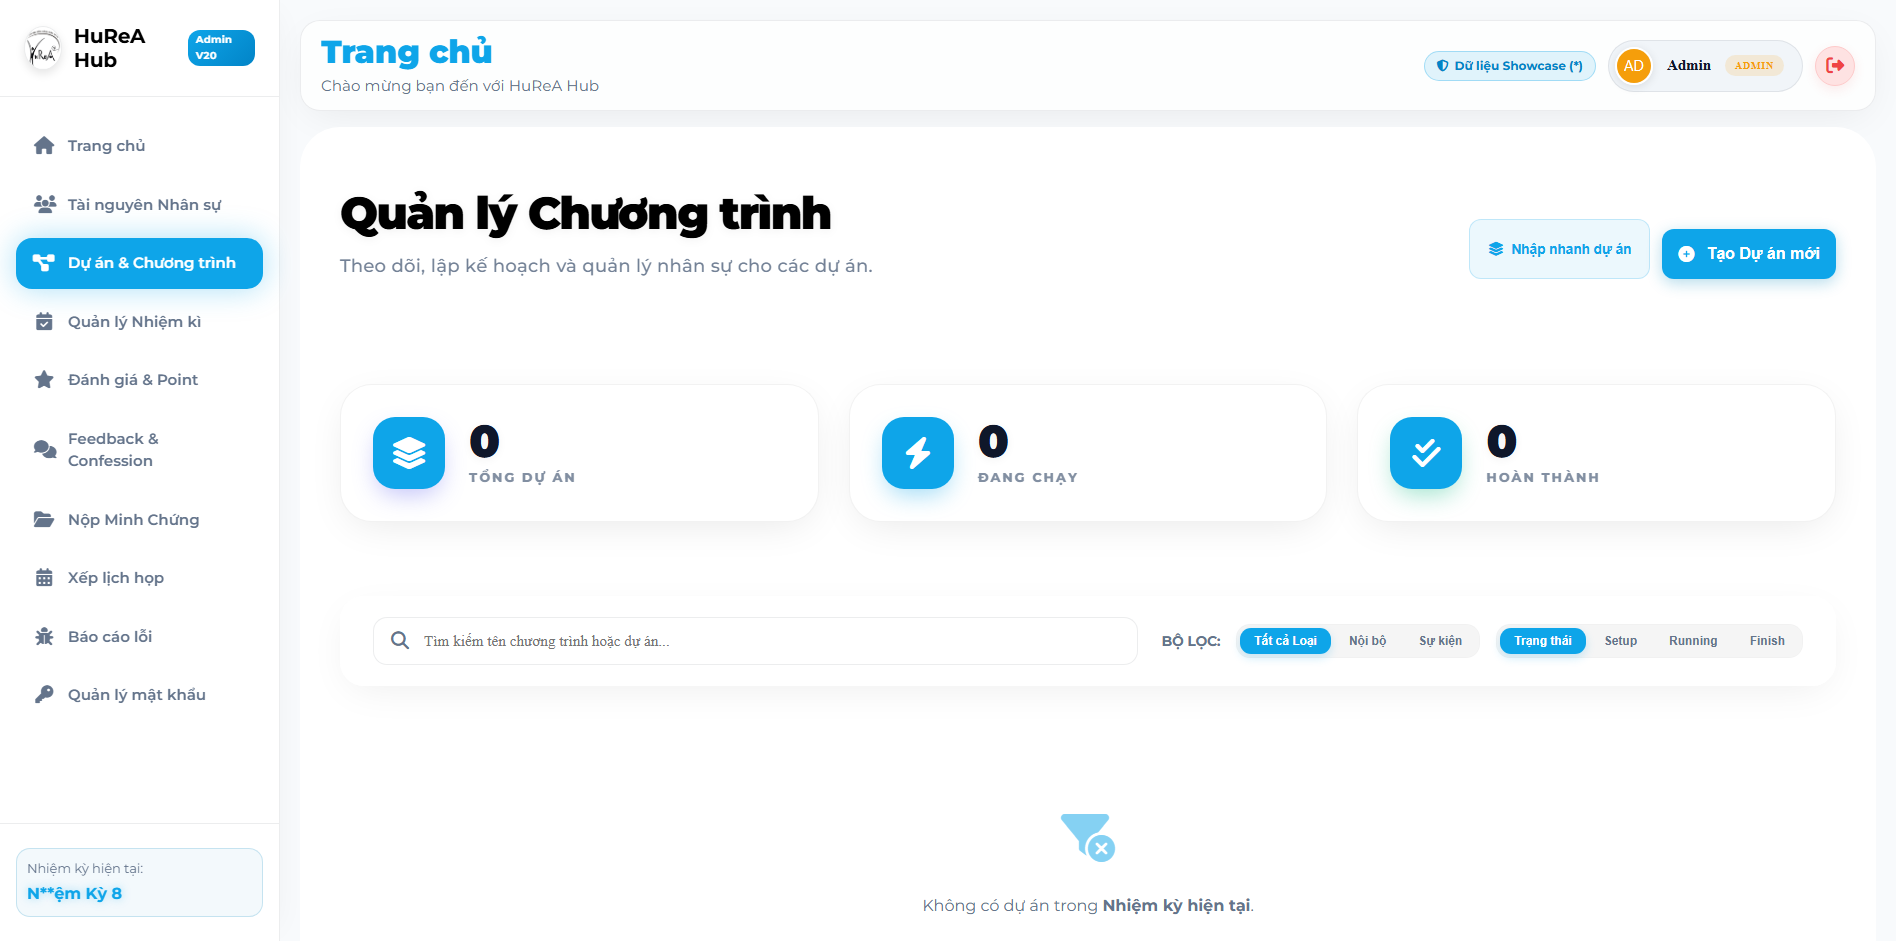 HuReA
Hub
Admin
V20
Trang chủ
Tài nguyên Nhân sự
Dự án & Chương trình
Quản lý Nhiệm kì
Đánh giá & Point
Feedback &
Confession
Nộp Minh Chứng
Xếp lịch họp
Báo cáo lỗi
Quản lý mật khẩu
Nhiệm kỳ hiện tại:
N**ệm Kỳ 8
Trang chủ
Chào mừng bạn đến với HuReA Hub
Dữ liệu Showcase (*)
AD
Admin
ADMIN
Quản lý Chương trình
Theo dõi, lập kế hoạch và quản lý nhân sự cho các dự án.
Nhập nhanh dự án
Tạo Dự án mới
0
TỔNG DỰ ÁN
0
ĐANG CHẠY
0
HOÀN THÀNH
Tìm kiếm tên chương trình hoặc dự án...
BỘ LỌC:
Tất cả Loại
Nội bộ
Sự kiện
Trạng thái
Setup
Running
Finish
Không có dự án trong Nhiệm kỳ hiện tại.